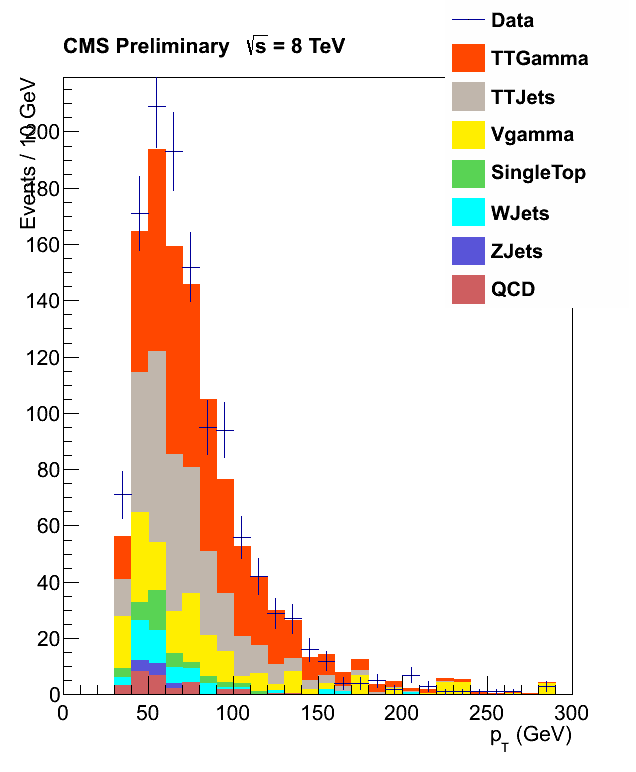 Data
CMS Preliminary √s = 8 TeV
TTGamma
TTJets
Vgamma
SingleTop
WJets
ZJets
QCD
Events / 10 GeV
200
180
160
140
120
100
80
60
40
20
0
0 50 100 150 200 250 300
p_T (GeV)